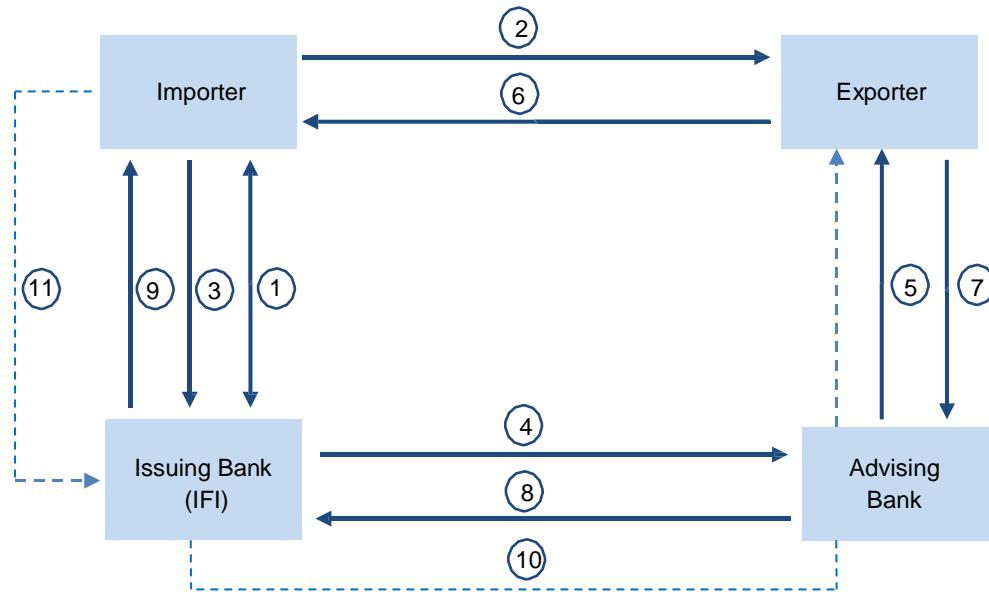 2
Importer
Exporter
6
11
9
3
1
5
7
4
Issuing Bank
(IFI)
Advising
Bank
8
10